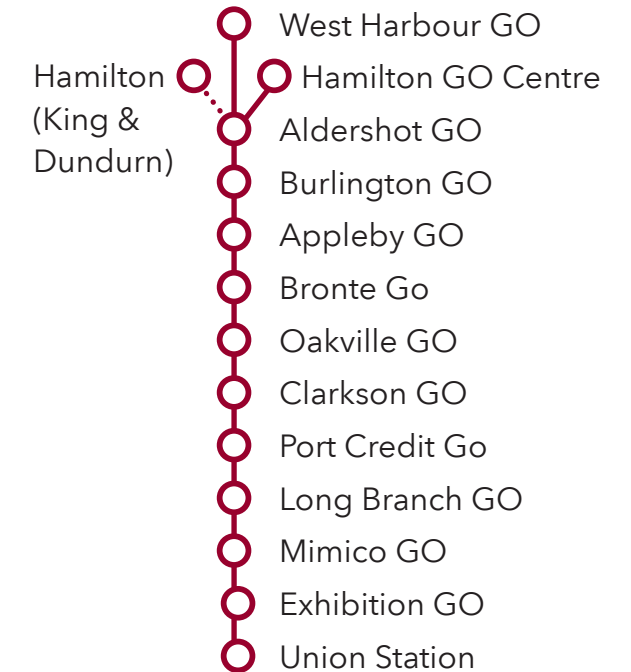 West Harbour GO
Hamilton
(King &
Dundurn)
Hamilton GO Centre
Aldershot GO
Burlington GO
Appleby GO
Bronte Go
Oakville GO
Clarkson GO
Port Credit Go
Long Branch GO
Mimico GO
Exhibition GO
Union Station